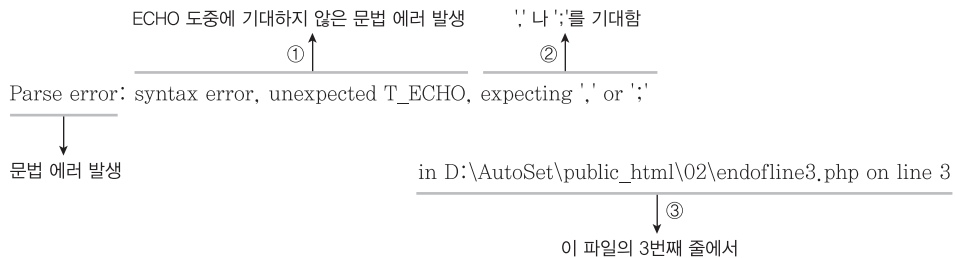 ECHO 도중에 기대하지 않은 문법 에러 발생 ',' 나 ';'를 기대함
① ②
Parse error: syntax error, unexpected T_ECHO, expecting ',' or ';'
문법 에러 발생
in D:\AutoSet\public_html\02\endofline3.php on line 3
③
이 파일의 3번째 줄에서